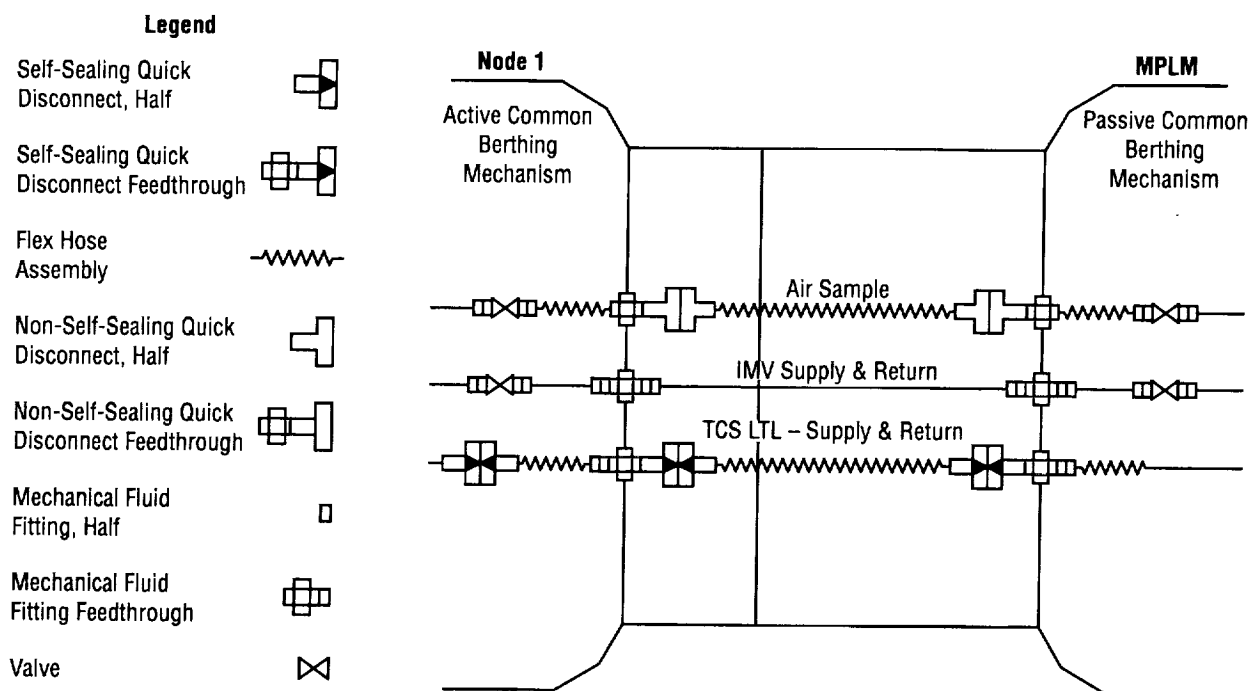 Legend
Self-Sealing Quick
Disconnect, Half
Self-Sealing Quick
Disconnect Feedthrough
Flex Hose
Assembly
Non-Self-Sealing Quick
Disconnect, Half
Non-Self-Sealing Quick
Disconnect Feedthrough
Mechanical Fluid
Fitting, Half
Mechanical Fluid
Fitting Feedthrough
Valve
Node 1
Active Common
Berthing
Mechanism
MPLM
Passive Common
Berthing
Mechanism
Air Sample
IMV Supply & Return
TCS LTL – Supply & Return